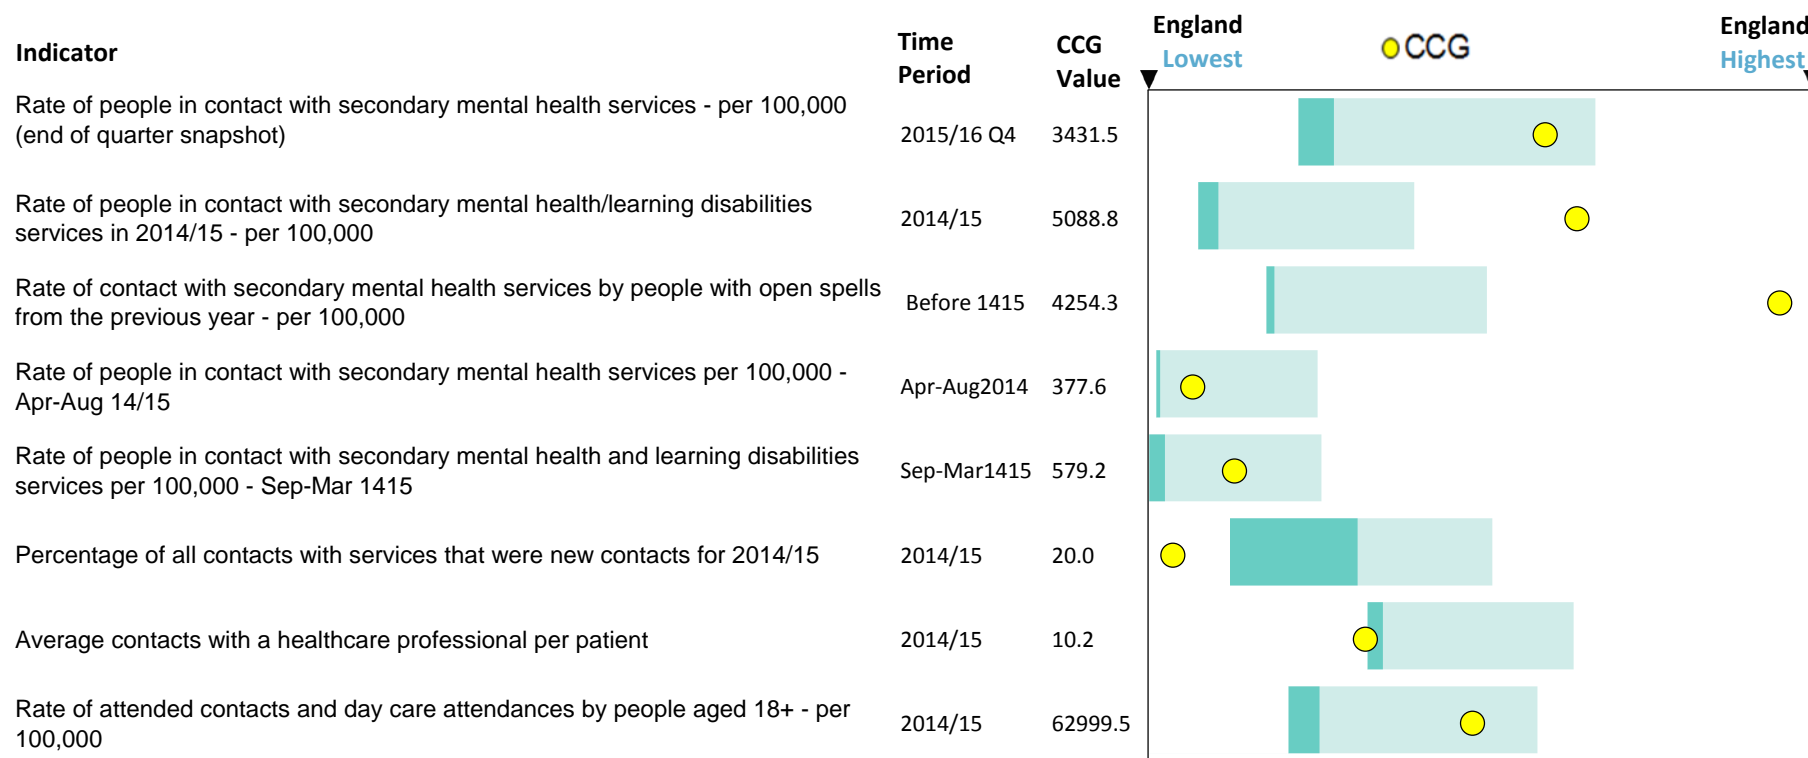 Indicator
Time Period
CCG Value
England Lowest
CCG
England Highest
Rate of people in contact with secondary mental health services - per 100,000
(end of quarter snapshot)
2015/16 Q4 3431.5
Rate of people in contact with secondary mental health/learning disabilities
services in 2014/15 - per 100,000
2014/15 5088.8
Rate of contact with secondary mental health services by people with open spells
from the previous year - per 100,000
Before 1415 4254.3
Rate of people in contact with secondary mental health services per 100,000 -
Apr-Aug 14/15
Apr-Aug2014 377.6
Rate of people in contact with secondary mental health and learning disabilities
services per 100,000 - Sep-Mar 1415
Sep-Mar1415 579.2
Percentage of all contacts with services that were new contacts for 2014/15 2014/15 20.0
Average contacts with a healthcare professional per patient 2014/15 10.2
Rate of attended contacts and day care attendances by people aged 18+ - per
100,000
2014/15 62999.5